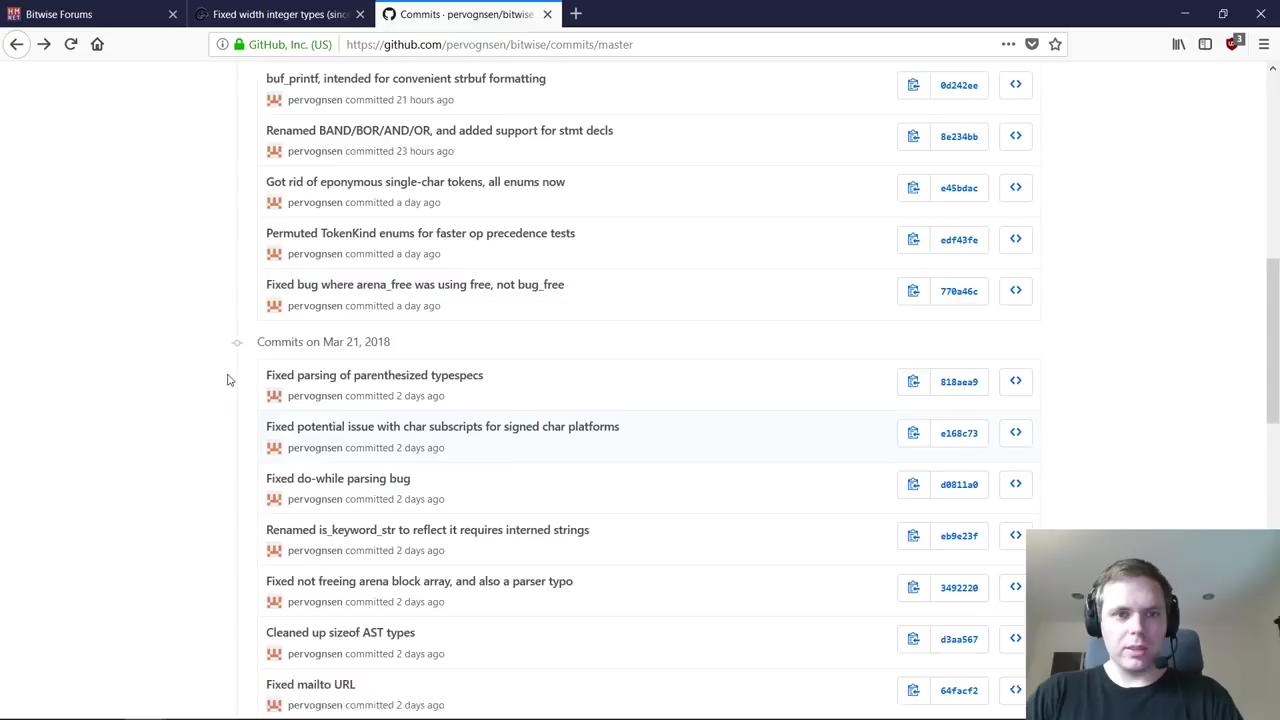 Bitwise Forums
Fixed width integer types (sinc
Commits · pervognsen/bitwise
GitHub, Inc. (US)
https://github.com/pervognsen/bitwise/commits/master
3
buf_printf, intended for convenient strbuf formatting
pervognsen committed 21 hours ago
0d242ee
Renamed BAND/BOR/AND/OR, and added support for stmt decls
pervognsen committed 23 hours ago
8e234bb
Got rid of eponymous single-char tokens, all enums now
pervognsen committed a day ago
e45bdac
Permuted TokenKind enums for faster op precedence tests
pervognsen committed a day ago
edf43fe
Fixed bug where arena_free was using free, not bug_free
pervognsen committed a day ago
770a46c
Commits on Mar 21, 2018
Fixed parsing of parenthesized typespecs
pervognsen committed 2 days ago
818aea9
Fixed potential issue with char subscripts for signed char platforms
pervognsen committed 2 days ago
e168c73
Fixed do-while parsing bug
pervognsen committed 2 days ago
d0811a0
Renamed is_keyword_str to reflect it requires interned strings
pervognsen committed 2 days ago
eb9e23f
Fixed not freeing arena block array, and also a parser typo
pervognsen committed 2 days ago
3492220
Cleaned up sizeof AST types
pervognsen committed 2 days ago
d3aa567
Fixed mailto URL
pervognsen committed 2 days ago
64facf2